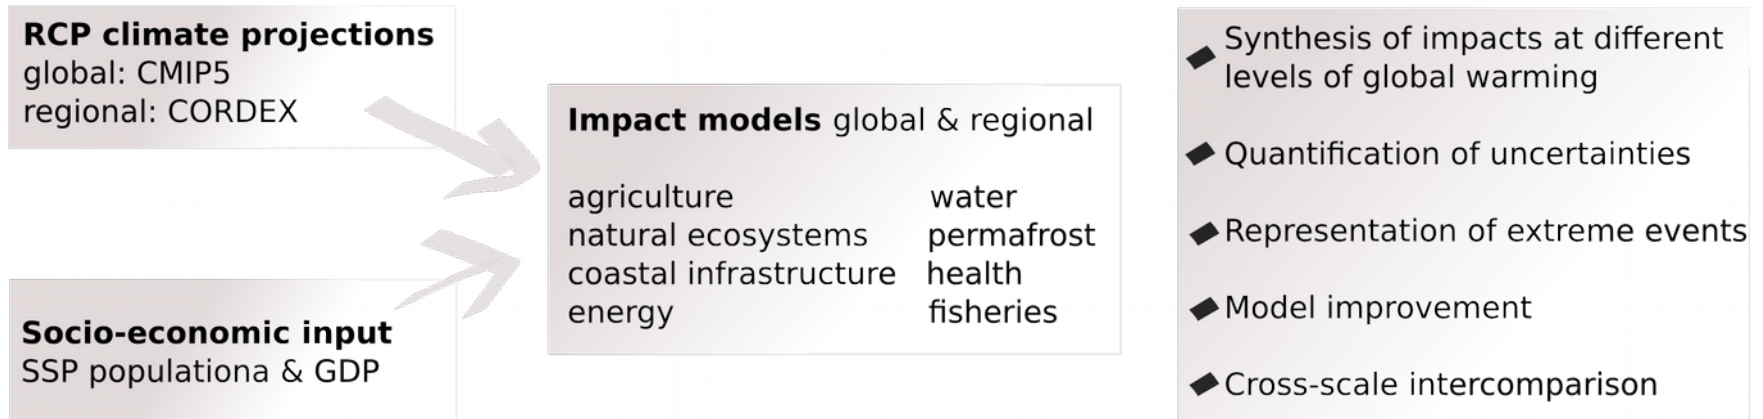 RCP climate projections
global: CMIP5
regional: CORDEX
Socio-economic input
SSP populationa & GDP
Impact models global & regional
agriculture water
natural ecosystems permafrost
coastal infrastructure health
energy fisheries
Synthesis of impacts at different
levels of global warming
Quantification of uncertainties
Representation of extreme events
Model improvement
Cross-scale intercomparison